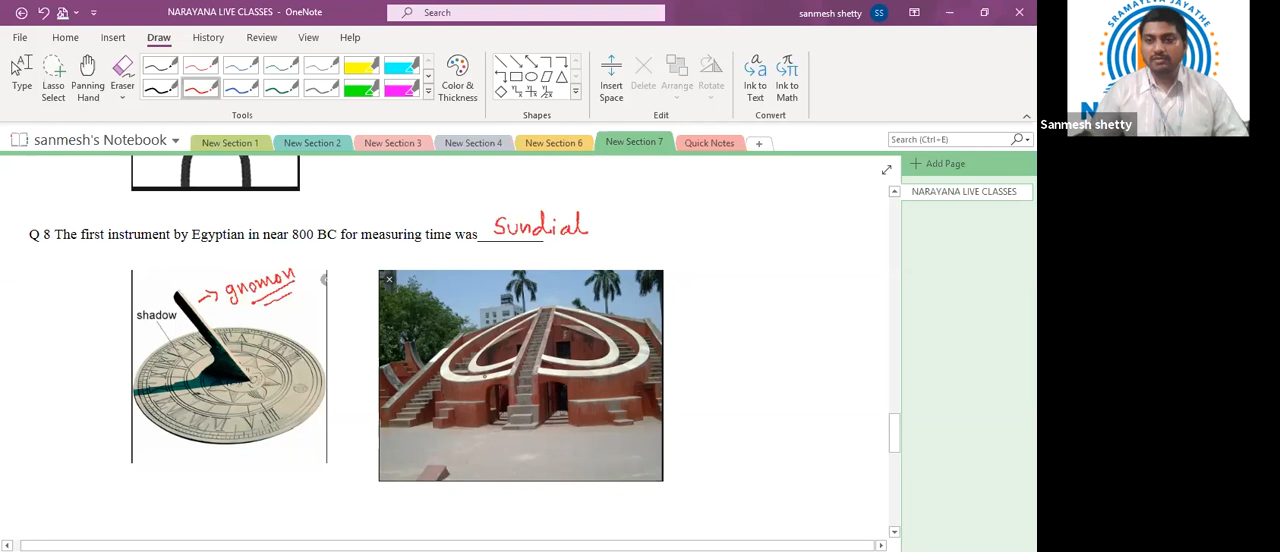 NARAYANA LIVE CLASSES - OneNote
Search
sanmesh shetty
SS
File Home Insert Draw History Review View Help
Type
Lasso Select
Panning Hand
Eraser
Color & Thickness
Insert Space
Delete
Arrange
Rotate
Ink to Text
Ink to Math
Tools
Shapes
Edit
Convert
sanmesh's Notebook
New Section 1
New Section 2
New Section 3
New Section 4
New Section 6
New Section 7
Quick Notes
Search (Ctrl+E)
Add Page
NARAYANA LIVE CLASSES
SRAMAYEVA JAYATHE
Sanmesh shetty
Q 8 The first instrument by Egyptian in near 800 BC for measuring time was________ Sundial
gnomon
shadow